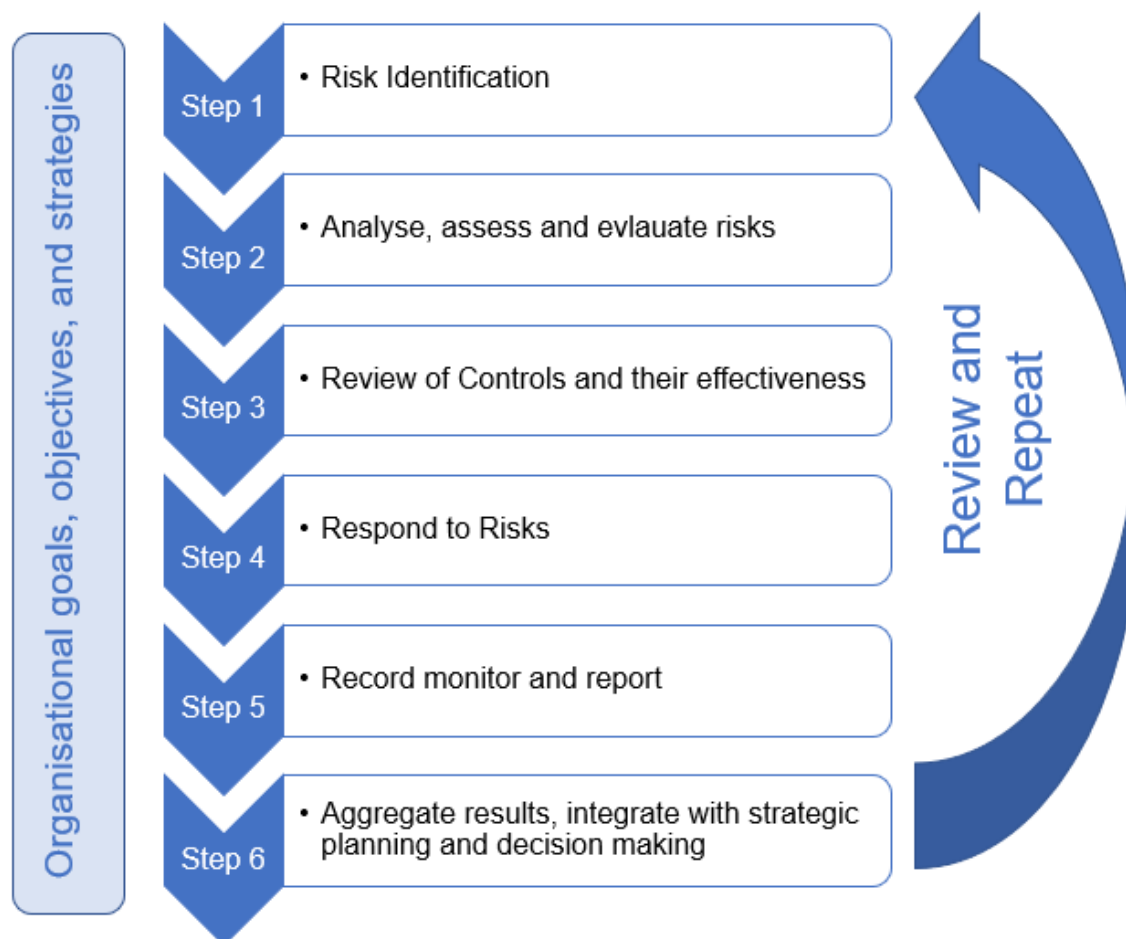 Organisational goals, objectives, and strategies
Step 1
• Risk Identification
Step 2
• Analyse, assess and evlauate risks
Step 3
• Review of Controls and their effectiveness
Step 4
• Respond to Risks
Step 5
• Record monitor and report
Step 6
• Aggregate results, integrate with strategic
planning and decision making
Review and
Repeat